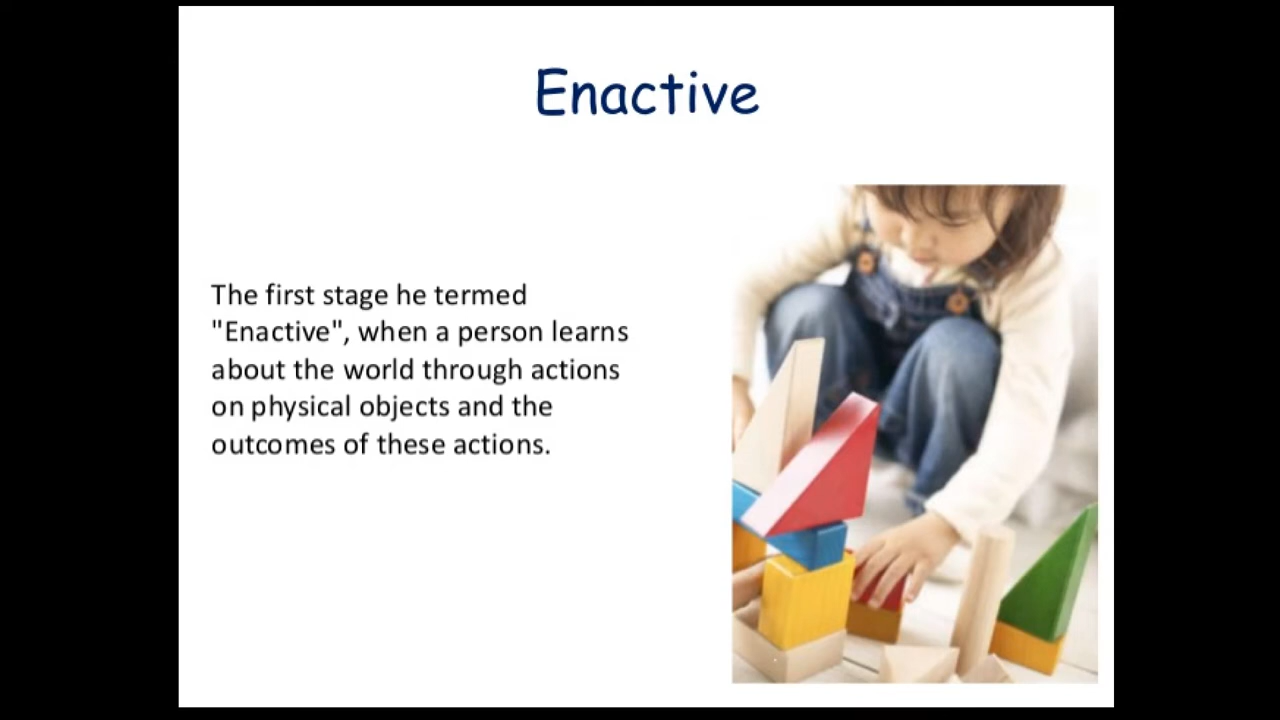 Enactive
The first stage he termed
"Enactive", when a person learns
about the world through actions
on physical objects and the
outcomes of these actions.